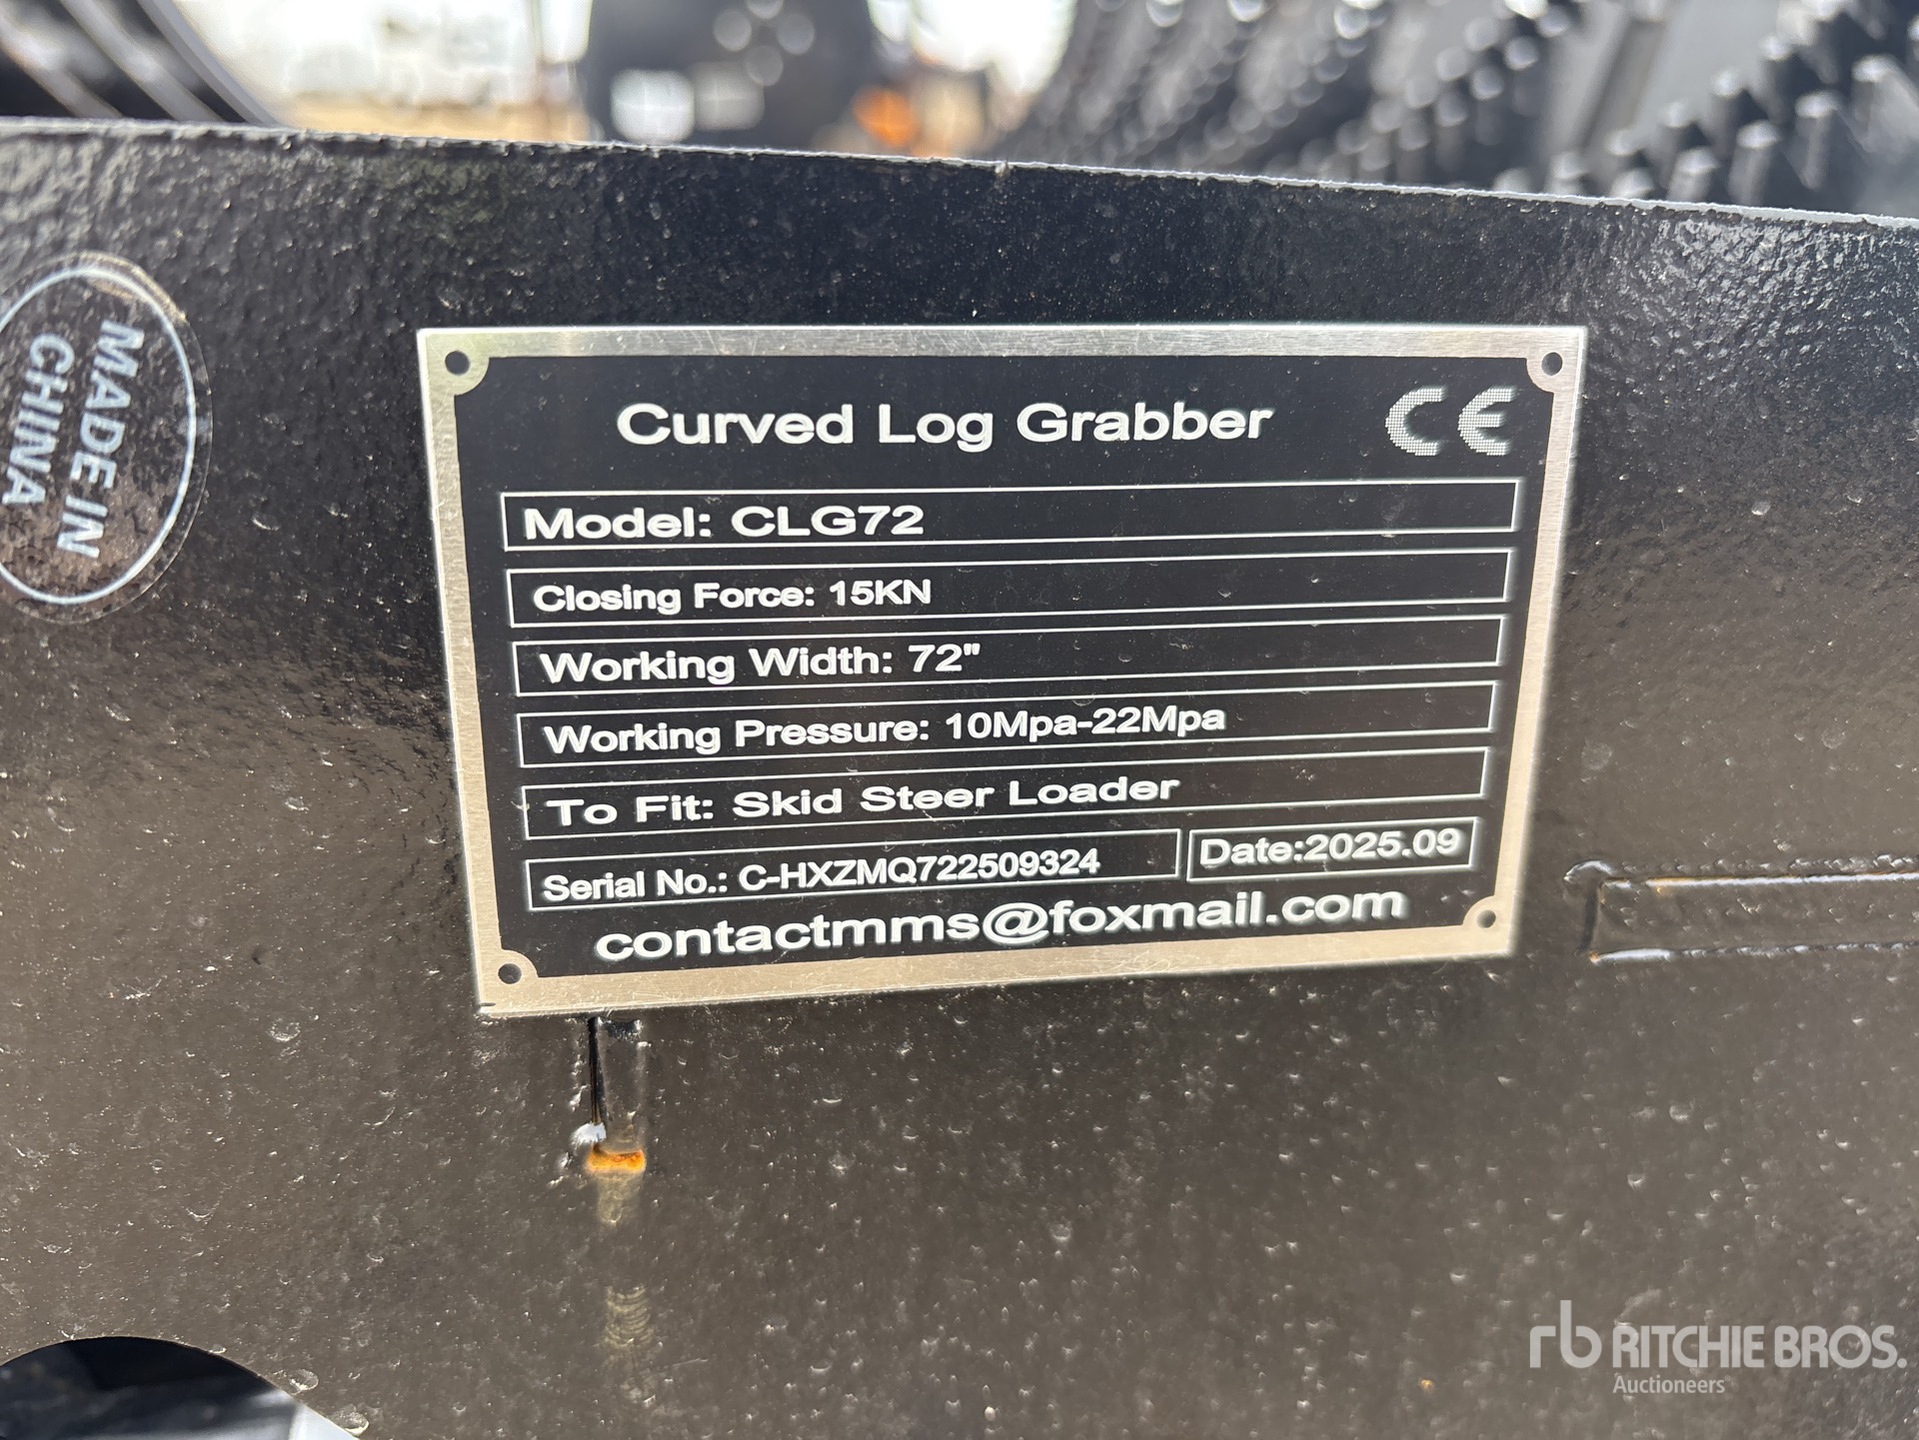 MADE IN
CHINA
Curved Log Grabber CE
Model: CLG72
Closing Force: 15KN
Working Width: 72"
Working Pressure: 10Mpa-22Mpa
To Fit: Skid Steer Loader
Serial No.: C-HXZMQ722509324 Date:2025.09
contactmms@foxmail.com
rb RITCHIE BROS.
Auctioneers